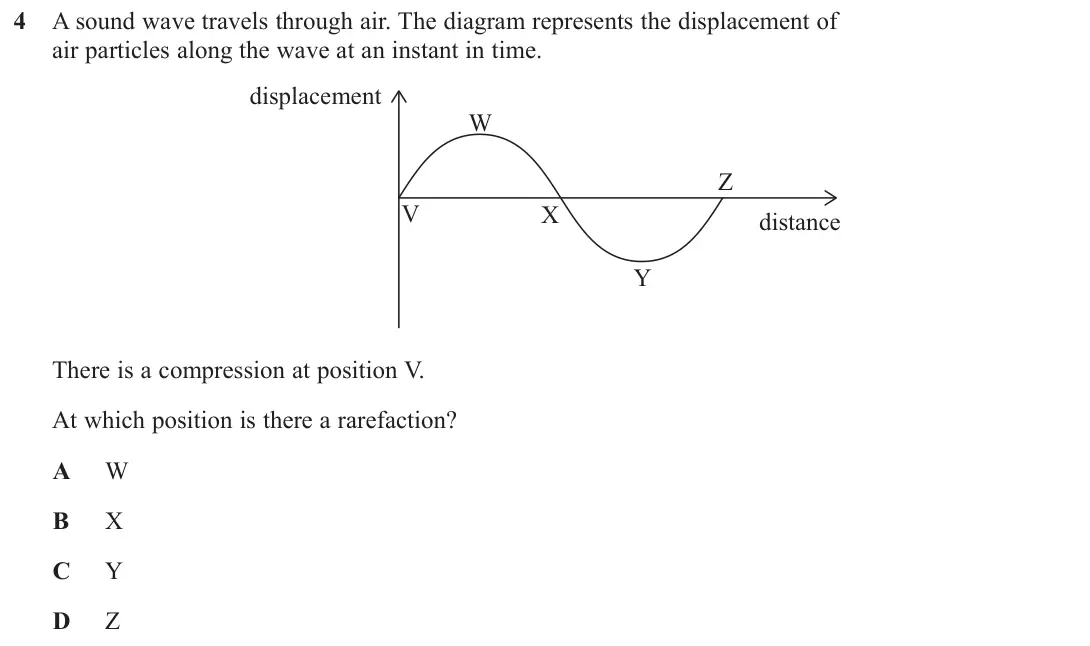 4 A sound wave travels through air. The diagram represents the displacement of
air particles along the wave at an instant in time.
displacement
W
Z
V
X
distance
Y
There is a compression at position V.
At which position is there a rarefaction?
A W
B X
C Y
D Z